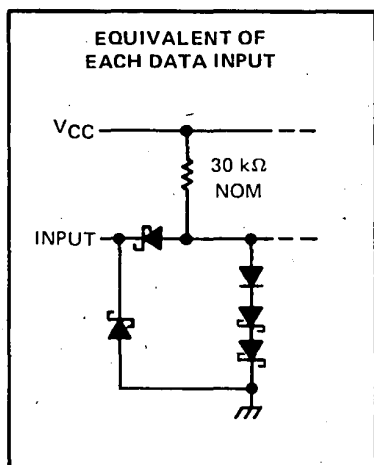 EQUIVALENT OF
EACH DATA INPUT
VCC
30 kΩ
NOM
INPUT